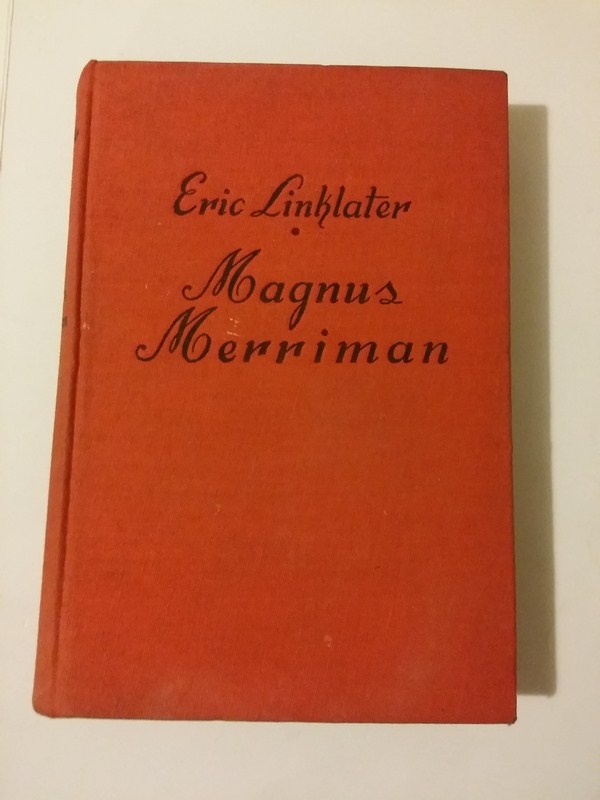 Eric Linklater
•
Magnus
Merriman